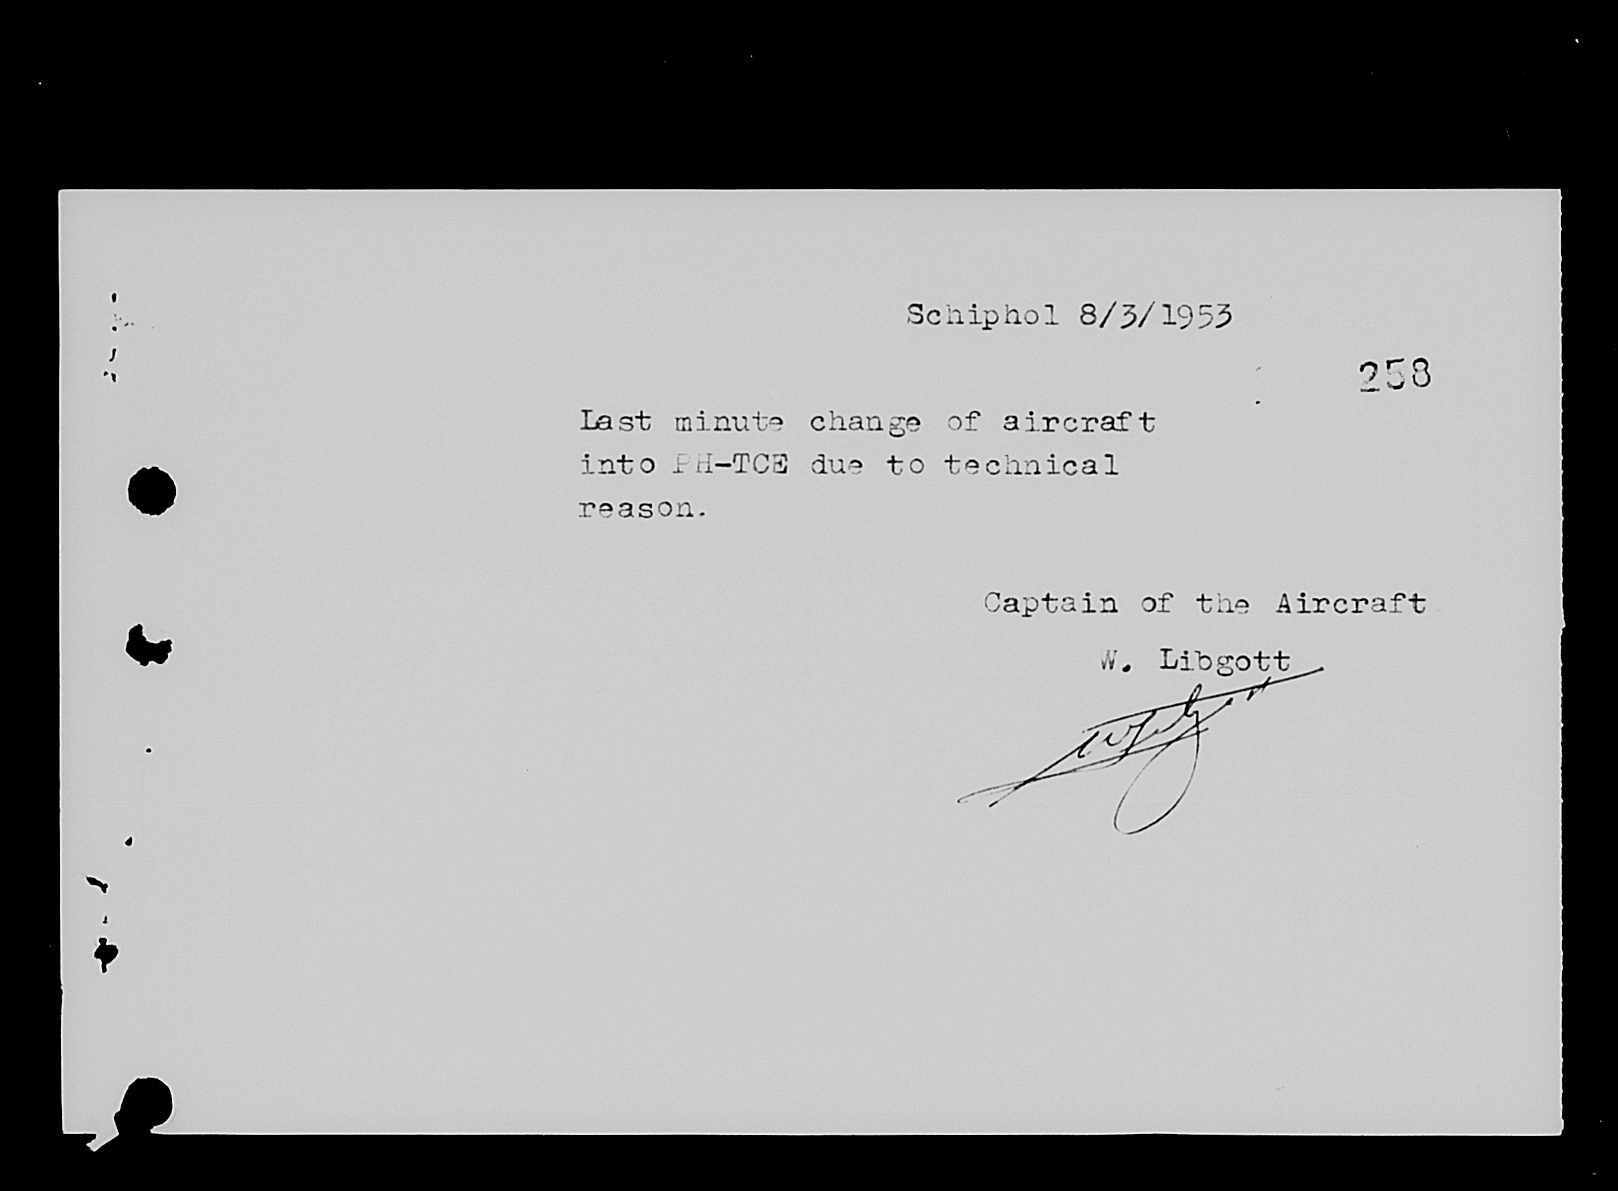 Schiphol 8/3/1953
258
Last minute change of aircraft
into PH-TCE due to technical
reason.
Captain of the Aircraft
W. Libgott